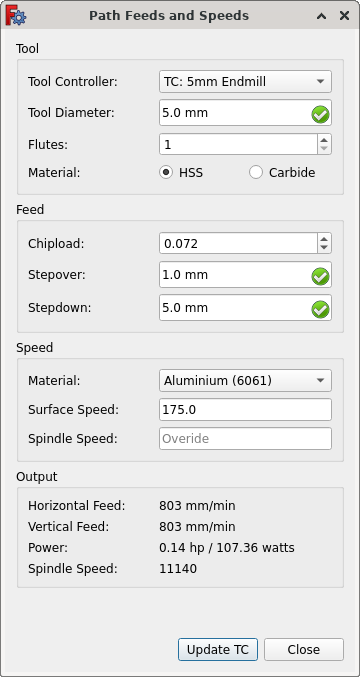 Path Feeds and Speeds
Tool
Tool Controller: TC: 5mm Endmill
Tool Diameter: 5.0 mm
Flutes: 1
Material: HSS Carbide
Feed
Chipload: 0.072
Stepover: 1.0 mm
Stepdown: 5.0 mm
Speed
Material: Aluminium (6061)
Surface Speed: 175.0
Spindle Speed: Overide
Output
Horizontal Feed: 803 mm/min
Vertical Feed: 803 mm/min
Power: 0.14 hp / 107.36 watts
Spindle Speed: 11140
Update TC Close